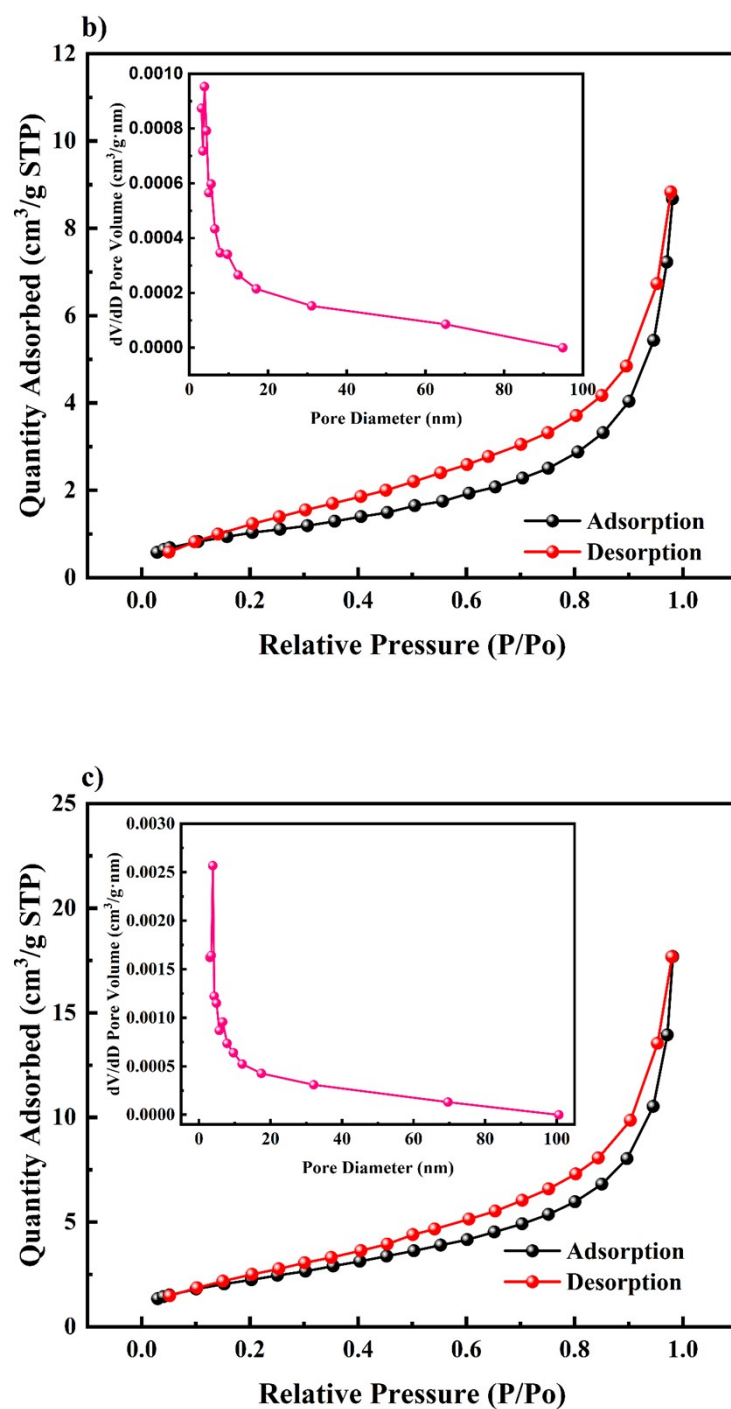 b)
12
10
8
6
4
2
0
Quantity Adsorbed (cm³/g STP)
0.0010
0.0008
0.0006
0.0004
0.0002
0.0000
dV/dD Pore Volume (cm³/g·nm)
0 20 40 60 80 100
Pore Diameter (nm)
Adsorption
Desorption
0.0 0.2 0.4 0.6 0.8 1.0
Relative Pressure (P/Po)
c)
25
20
15
10
5
0
Quantity Adsorbed (cm³/g STP)
0.0030
0.0025
0.0020
0.0015
0.0010
0.0005
0.0000
dV/dD Pore Volume (cm³/g·nm)
0 20 40 60 80 100
Pore Diameter (nm)
Adsorption
Desorption
0.0 0.2 0.4 0.6 0.8 1.0
Relative Pressure (P/Po)